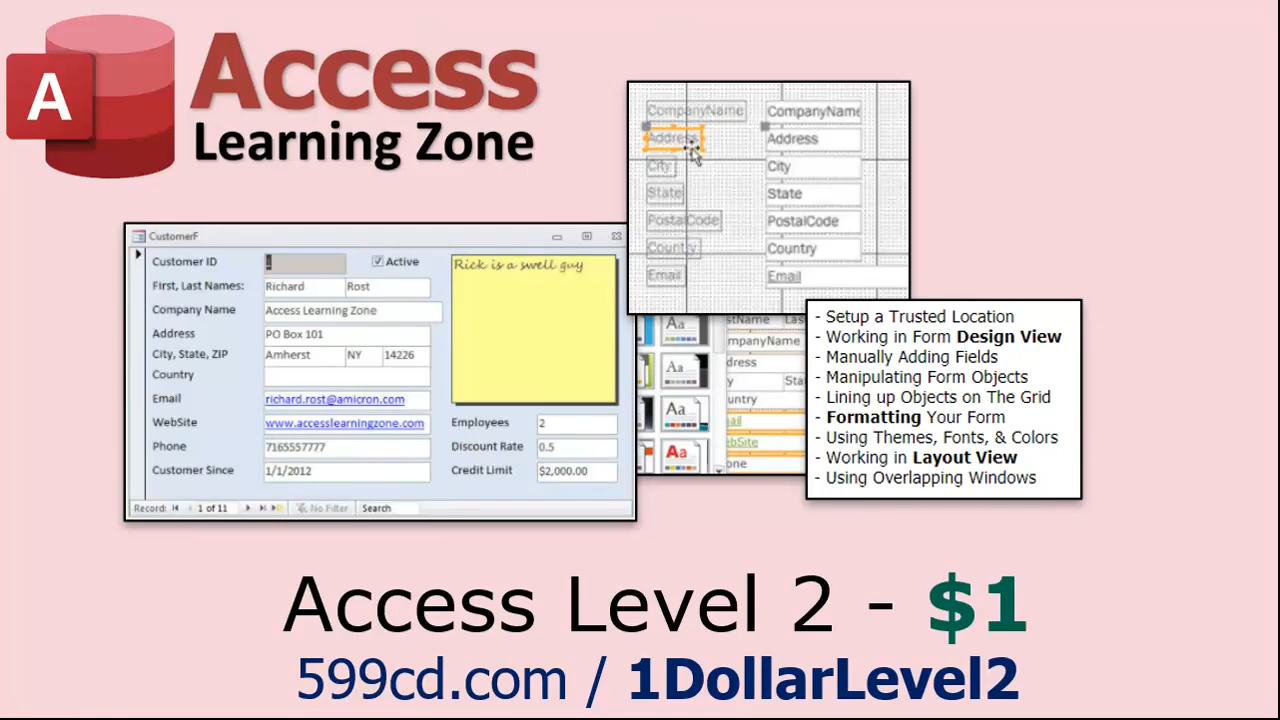 A
Access
Learning Zone
CompanyName CompanyName
Address Address
City City
State State
PostalCode PostalCode
Country Country
Email Email
CustomerF
Customer ID Active
First, Last Names: Richard Rost
Company Name Access Learning Zone
Address PO Box 101
City, State, ZIP Amherst NY 14226
Country
Email richard.rost@amicron.com
WebSite www.accesslearningzone.com
Phone 7165557777
Customer Since 1/1/2012
Rick is a swell guy
Employees 2
Discount Rate 0.5
Credit Limit $2,000.00
Record: 1 of 11 No Filter Search
Aa
Aa
Aa
Aa
- Setup a Trusted Location
- Working in Form Design View
- Manually Adding Fields
- Manipulating Form Objects
- Lining up Objects on The Grid
- Formatting Your Form
- Using Themes, Fonts, & Colors
- Working in Layout View
- Using Overlapping Windows
Access Level 2 - $1
599cd.com / 1DollarLevel2